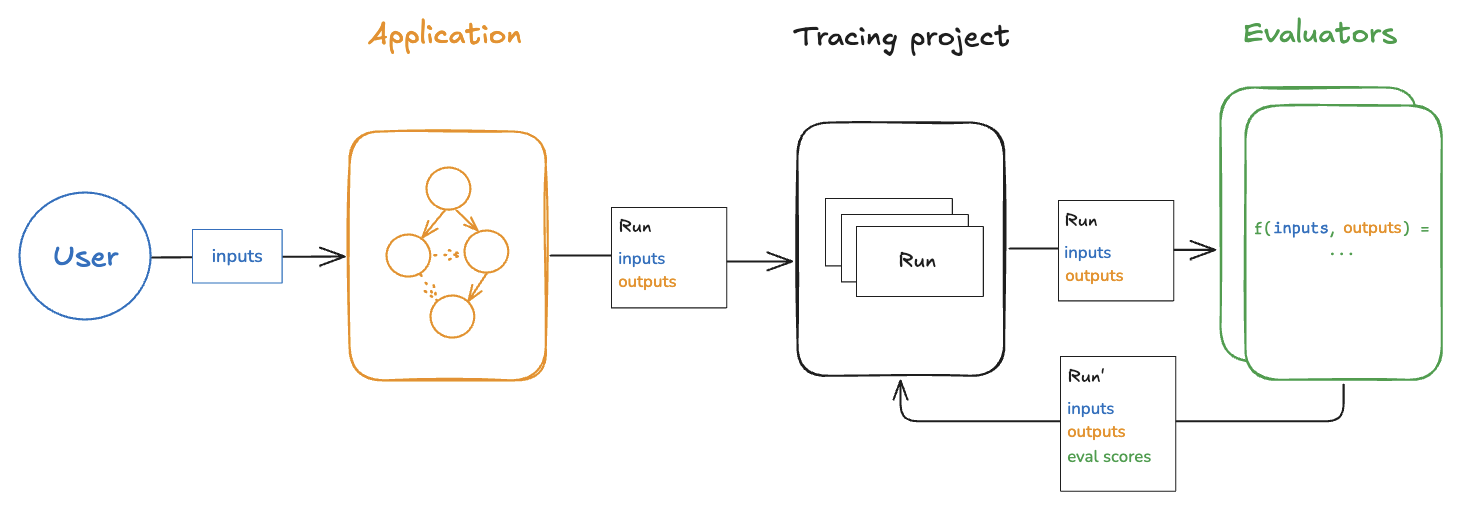 Application
Tracing project
Evaluators
User
inputs
Run
inputs
outputs
Run
Run
inputs
outputs
f(inputs, outputs) =
...
Run'
inputs
outputs
eval scores